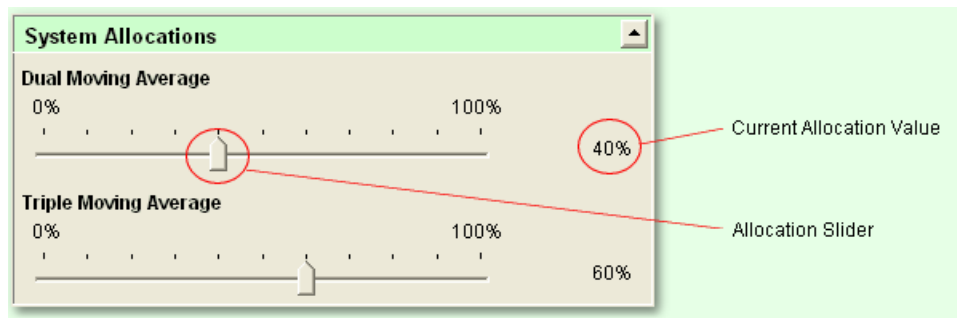 System Allocations
Dual Moving Average
0% 100%
40%
Current Allocation Value
Triple Moving Average
0% 100%
60%
Allocation Slider